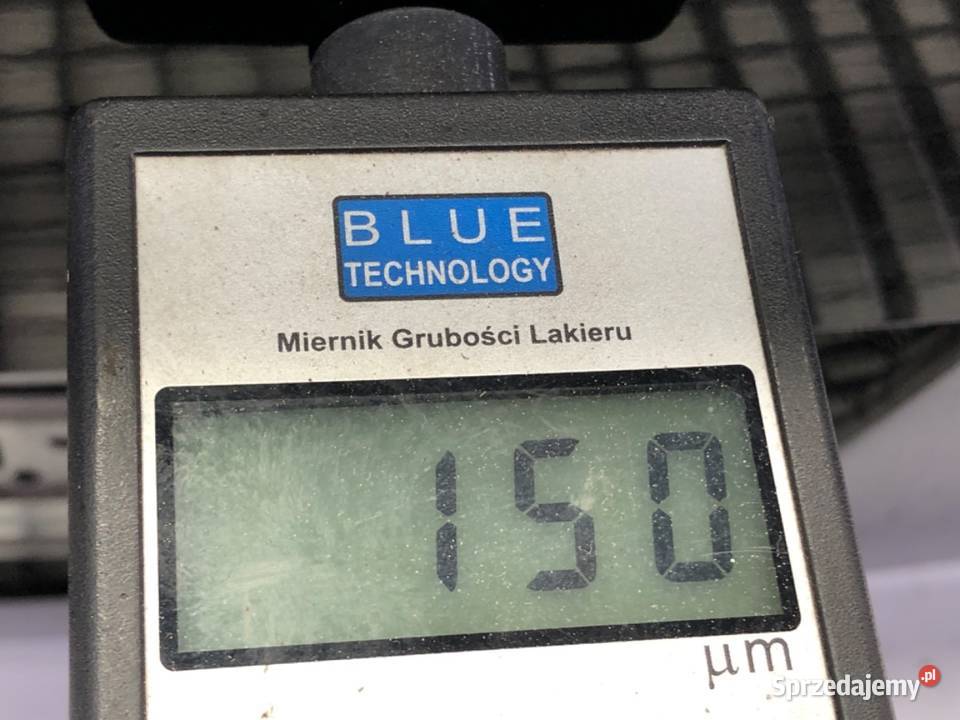 BLUE
TECHNOLOGY
Miernik Grubości Lakieru
150
μm
Sprzedajemy.pl